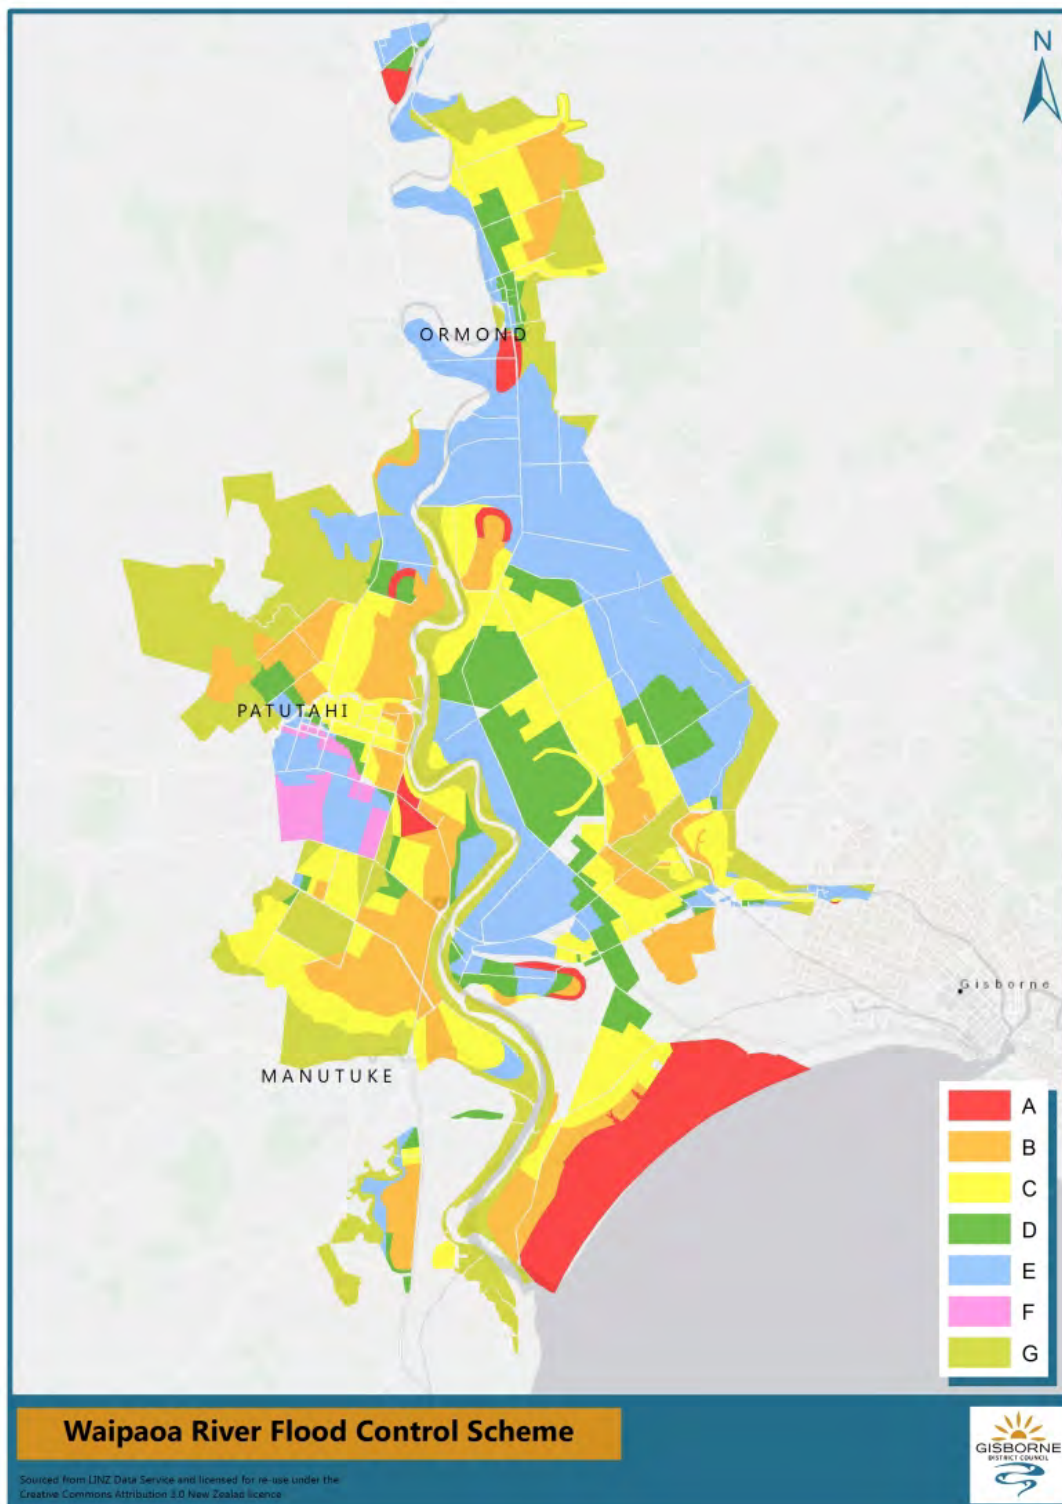 N
ORMOND
PATUTAHI
Gisborne
MANUTUKE
A
B
C
D
E
F
G
Waipaoa River Flood Control Scheme
Sourced from LINZ Data Service and licensed for re-use under the
Creative Commons Attribution 3.0 New Zealand licence
GISBORNE
DISTRICT COUNCIL